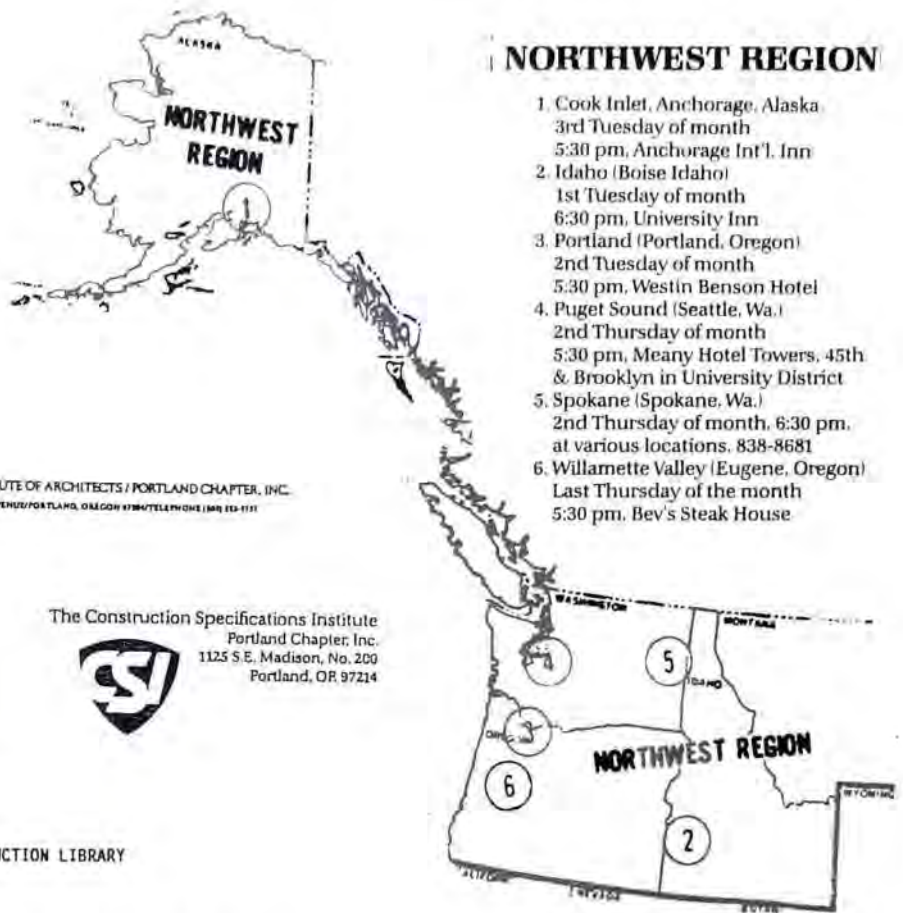 ALASKA
NORTHWEST
REGION
1
NORTHWEST REGION
1. Cook Inlet, Anchorage, Alaska
3rd Tuesday of month
5:30 pm, Anchorage Int'l. Inn
2. Idaho (Boise Idaho)
1st Tuesday of month
6:30 pm, University Inn
3. Portland (Portland, Oregon)
2nd Tuesday of month
5:30 pm, Westin Benson Hotel
4. Puget Sound (Seattle, Wa.)
2nd Thursday of month
5:30 pm, Meany Hotel Towers, 45th
& Brooklyn in University District
5. Spokane (Spokane, Wa.)
2nd Thursday of month, 6:30 pm,
at various locations, 838-8681
6. Willamette Valley (Eugene, Oregon)
Last Thursday of the month
5:30 pm, Bev's Steak House
UTE OF ARCHITECTS / PORTLAND CHAPTER, INC.
PORTLAND, OREGON
The Construction Specifications Institute
Portland Chapter, Inc.
1125 S.E. Madison, No. 200
Portland, OR 97214
CSI
CTION LIBRARY
WASHINGTON
MONTANA
4
5
IDAHO
3
NORTHWEST REGION
6
WYOMING
2
NEVADA